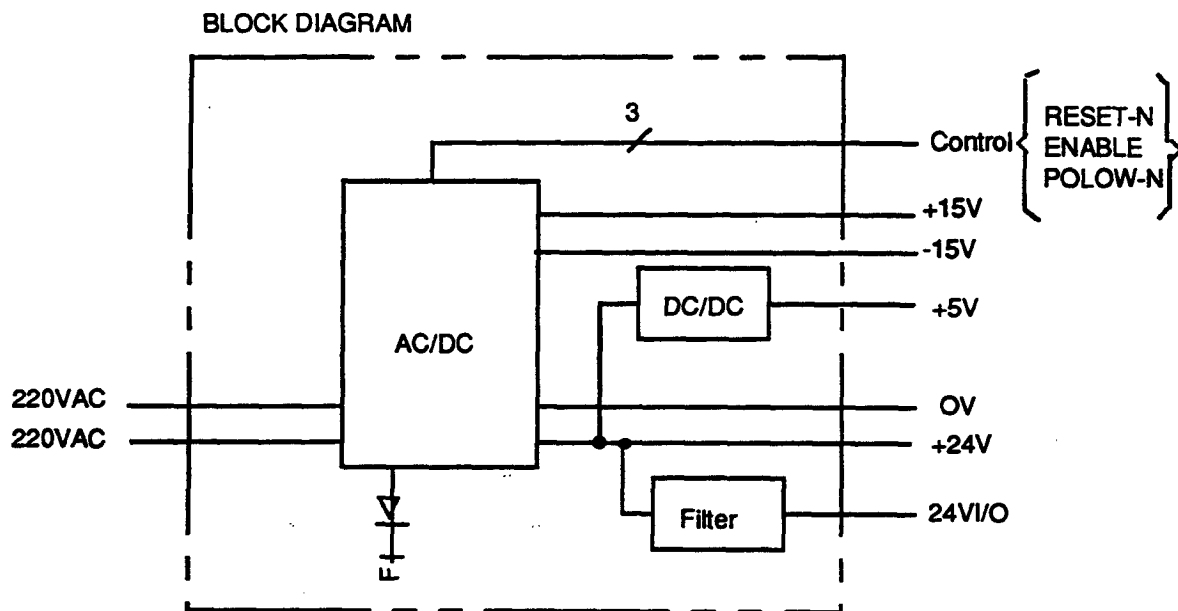 BLOCK DIAGRAM
3
Control
RESET-N
ENABLE
POLOW-N
+15V
-15V
DC/DC
+5V
AC/DC
220VAC
0V
220VAC
+24V
Filter
24VI/O
F